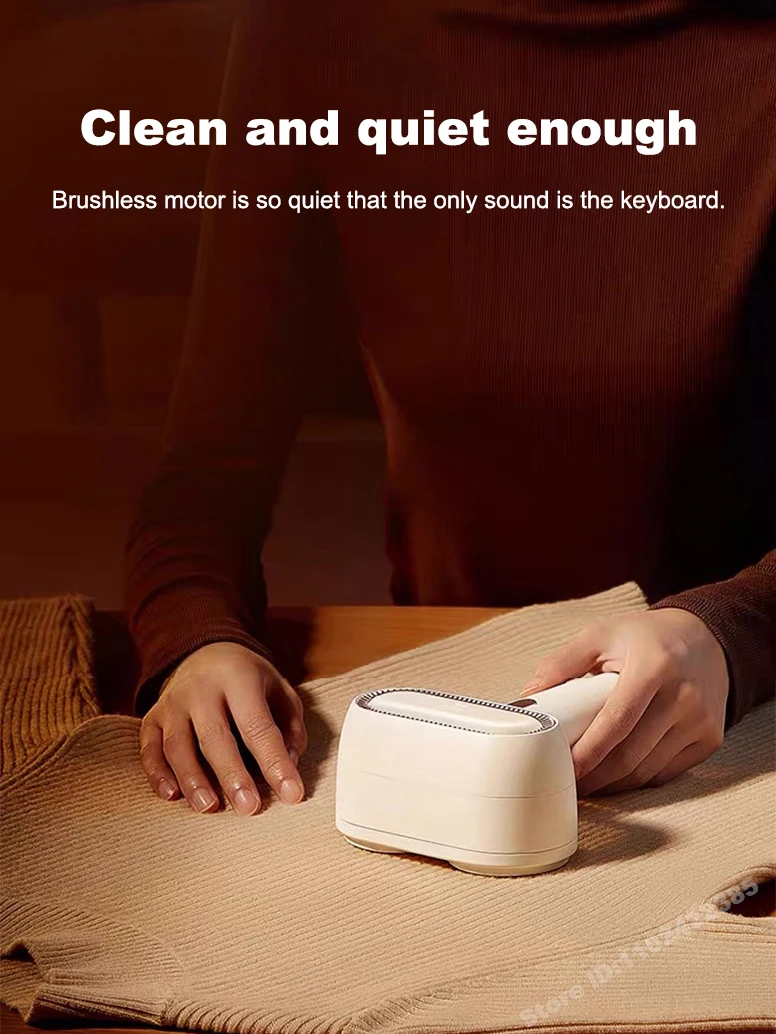 Clean and quiet enough
Brushless motor is so quiet that the only sound is the keyboard.